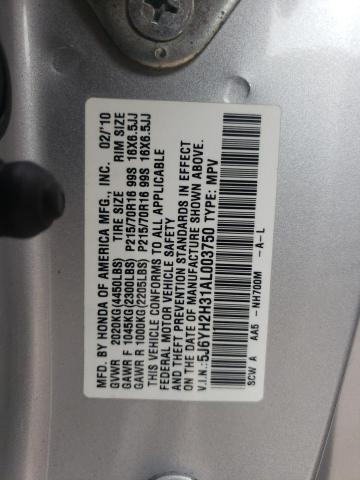 MFD. BY HONDA OF AMERICA MFG., INC. 02/'10
GVWR 2020KG(4450LBS) TIRE SIZE RIM SIZE
GAWR F 1045KG(2300LBS) P215/70R16 99S 16X6.5JJ
GAWR R 1000KG(2205LBS) P215/70R16 99S 16X6.5JJ
THIS VEHICLE CONFORMS TO ALL APPLICABLE
FEDERAL MOTOR VEHICLE SAFETY
STANDARDS IN EFFECT
ON THE DATE OF MANUFACTURE SHOWN ABOVE.
V.I.N.:5J6YH2H31AL003750 TYPE: MPV
SCW A AA5 -NH700M -A-L